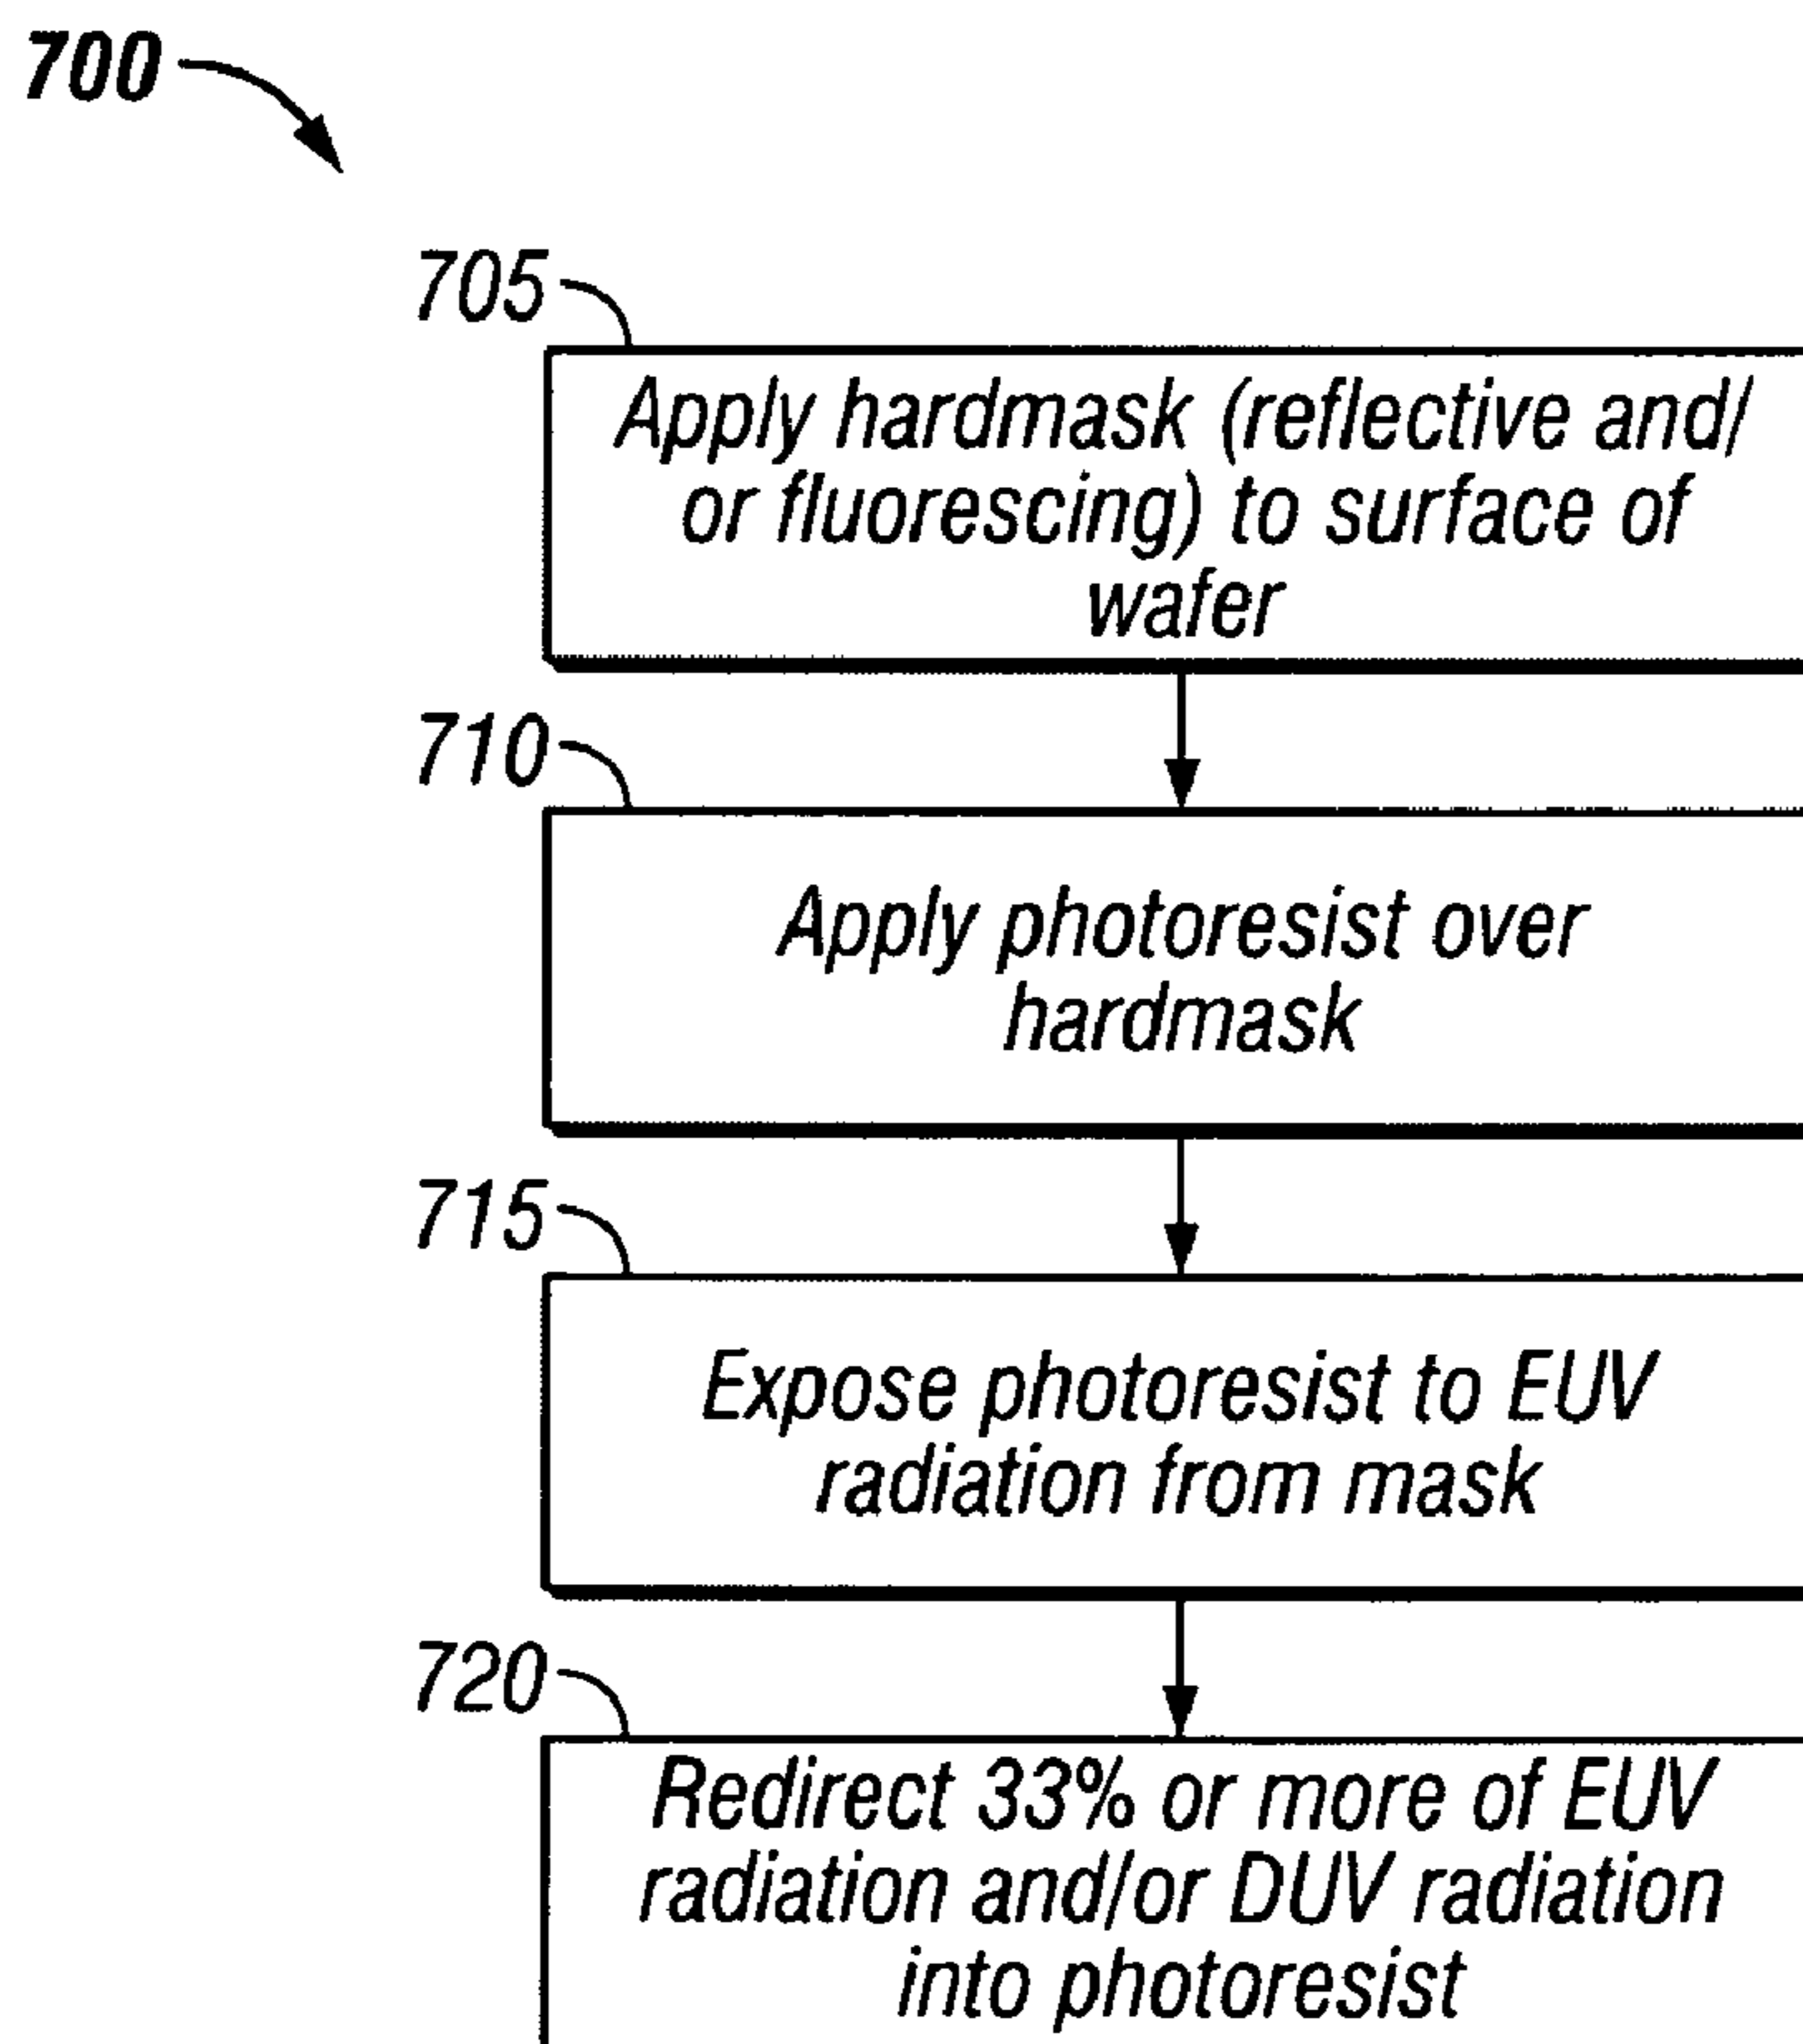 700
705
Apply hardmask (reflective and/
or fluorescing) to surface of
wafer
710
Apply photoresist over
hardmask
715
Expose photoresist to EUV
radiation from mask
720
Redirect 33% or more of EUV
radiation and/or DUV radiation
into photoresist